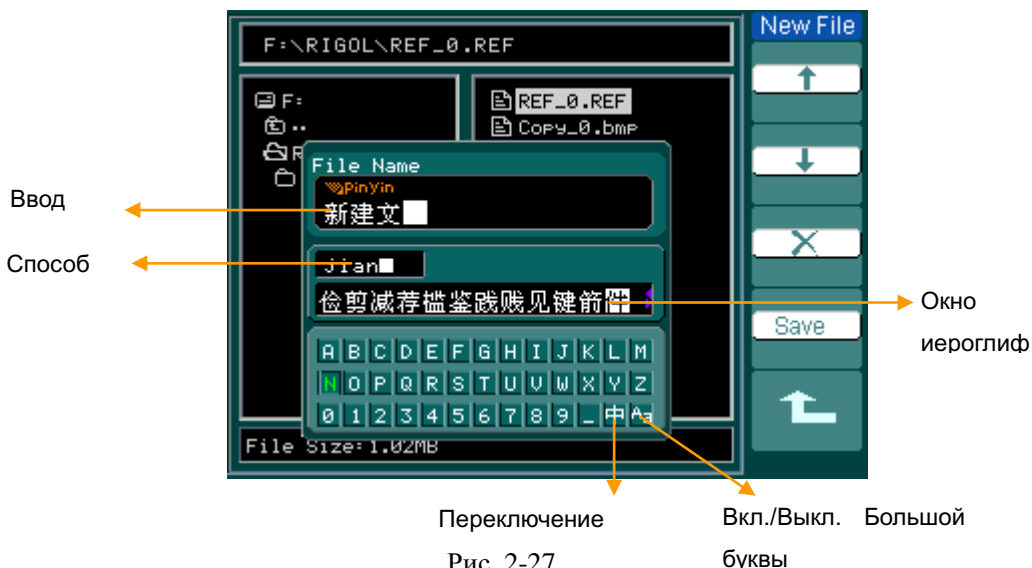 New File
F:\RIGOL\REF_0.REF
F:
REF_0.REF
..
Copy_0.bmp
R
File Name
PinYin
Ввод
新建文
Способ
jian
俭剪减荐槛鉴践贱见键箭件
Окно
иероглиф
Save
A B C D E F G H I J K L M
N O P Q R S T U V W X Y Z
0 1 2 3 4 5 6 7 8 9 _ 中 Aa
File Size:1.02MB
Переключение
Вкл./Выкл. Большой
буквы
Рис. 2-27